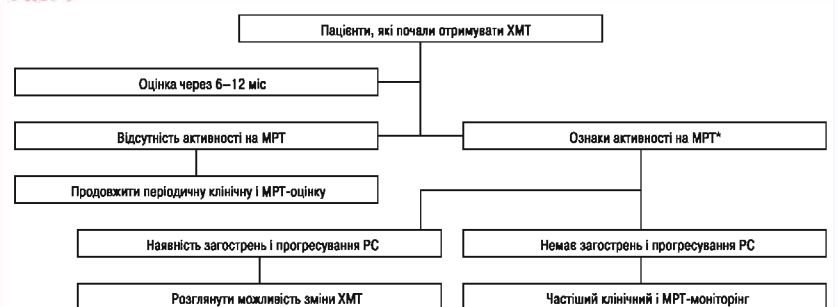 Пацієнти, які почали отримувати ХМТ
Оцінка через 6–12 міс
Відсутність активності на МРТ
Ознаки активності на МРТ*
Продовжити періодичну клінічну і МРТ-оцінку
Наявність загострень і прогресування РС
Немає загострень і прогресування РС
Розглянути можливість зміни ХМТ
Частіший клінічний і МРТ-моніторінг